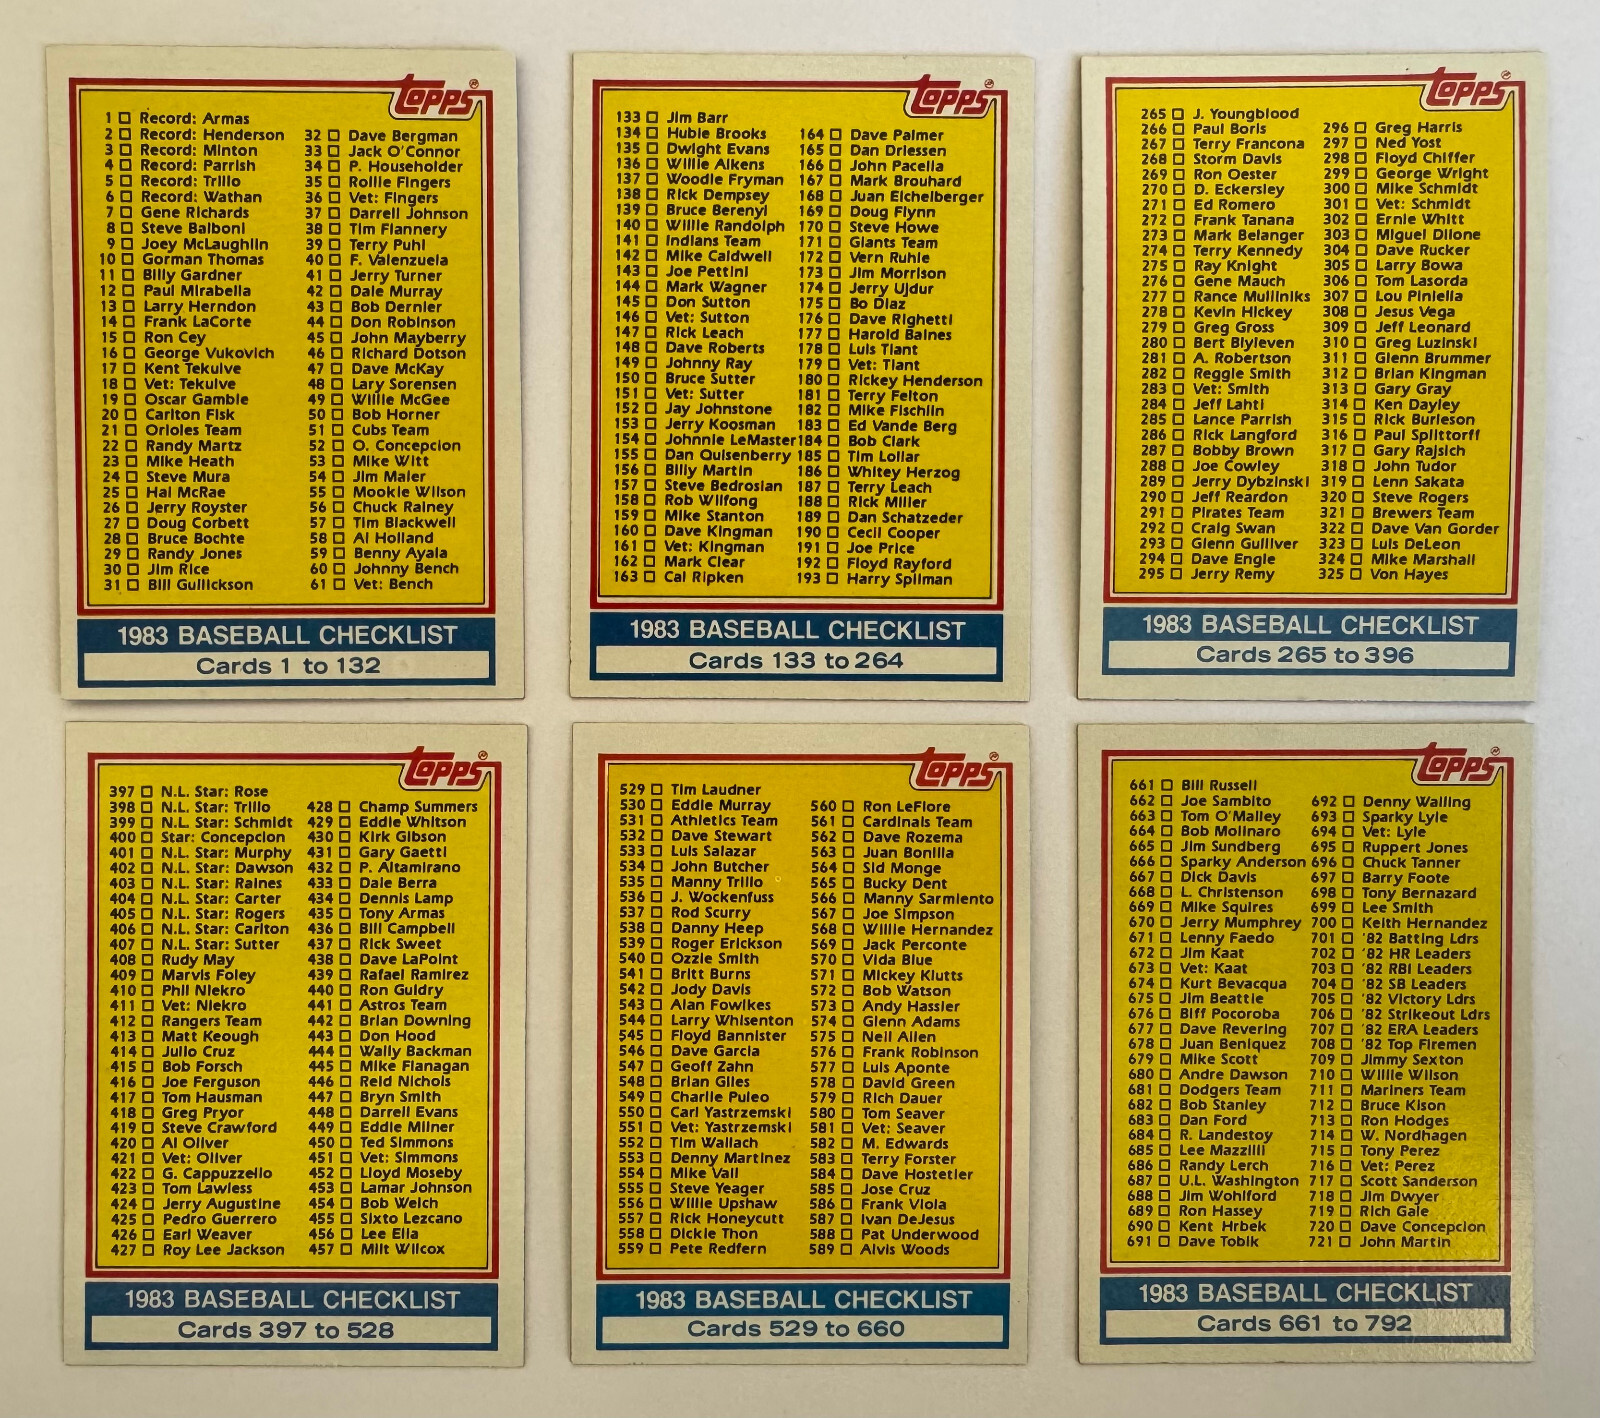 Topps
1 Record: Armas
2 Record: Henderson
3 Record: Minton
4 Record: Parrish
5 Record: Trillo
6 Record: Wathan
7 Gene Richards
8 Steve Balboni
9 Joey McLaughlin
10 Gorman Thomas
11 Billy Gardner
12 Paul Mirabella
13 Larry Herndon
14 Frank LaCorte
15 Ron Cey
16 George Vukovich
17 Kent Tekulve
18 Vet: Tekulve
19 Oscar Gamble
20 Carlton Fisk
21 Orioles Team
22 Randy Martz
23 Mike Heath
24 Steve Mura
25 Hal McRae
26 Jerry Royster
27 Doug Corbett
28 Bruce Bochte
29 Randy Jones
30 Jim Rice
31 Bill Gullickson
32 Dave Bergman
33 Jack O'Connor
34 P. Householder
35 Rollie Fingers
36 Vet: Fingers
37 Darrell Johnson
38 Tim Flannery
39 Terry Puhl
40 F. Valenzuela
41 Jerry Turner
42 Dale Murray
43 Bob Dernier
44 Don Robinson
45 John Mayberry
46 Richard Dotson
47 Dave McKay
48 Lary Sorensen
49 Willie McGee
50 Bob Horner
51 Cubs Team
52 O. Concepcion
53 Mike Witt
54 Jim Maler
55 Mookie Wilson
56 Chuck Rainey
57 Tim Blackwell
58 Al Holland
59 Benny Ayala
60 Johnny Bench
61 Vet: Bench
1983 BASEBALL CHECKLIST
Cards 1 to 132
Topps
133 Jim Barr
134 Hubie Brooks
135 Dwight Evans
136 Willie Aikens
137 Woodie Fryman
138 Rick Dempsey
139 Bruce Berenyi
140 Willie Randolph
141 Indians Team
142 Mike Caldwell
143 Joe Pettini
144 Mark Wagner
145 Don Sutton
146 Vet: Sutton
147 Rick Leach
148 Dave Roberts
149 Johnny Ray
150 Bruce Sutter
151 Vet: Sutter
152 Jay Johnstone
153 Jerry Koosman
154 Johnnie LeMaster
155 Dan Quisenberry
156 Billy Martin
157 Steve Bedrosian
158 Rob Wilfong
159 Mike Stanton
160 Dave Kingman
161 Vet: Kingman
162 Mark Clear
163 Cal Ripken
164 Dave Palmer
165 Dan Driessen
166 John Pacella
167 Mark Brouhard
168 Juan Eichelberger
169 Doug Flynn
170 Steve Howe
171 Giants Team
172 Vern Ruhle
173 Jim Morrison
174 Jerry Ujdur
175 Bo Diaz
176 Dave Righetti
177 Harold Baines
178 Luis Tiant
179 Vet: Tiant
180 Rickey Henderson
181 Terry Felton
182 Mike Fischlin
183 Ed Vande Berg
184 Bob Clark
185 Tim Lollar
186 Whitey Herzog
187 Terry Leach
188 Rick Miller
189 Dan Schatzeder
190 Cecil Cooper
191 Joe Price
192 Floyd Rayford
193 Harry Spilman
1983 BASEBALL CHECKLIST
Cards 133 to 264
Topps
265 J. Youngblood
266 Paul Boris
267 Terry Francona
268 Storm Davis
269 Ron Oester
270 D. Eckersley
271 Ed Romero
272 Frank Tanana
273 Mark Belanger
274 Terry Kennedy
275 Ray Knight
276 Gene Mauch
277 Rance Mulliniks
278 Kevin Hickey
279 Greg Gross
280 Bert Blyleven
281 A. Robertson
282 Reggie Smith
283 Vet: Smith
284 Jeff Lahti
285 Lance Parrish
286 Rick Langford
287 Bobby Brown
288 Joe Cowley
289 Jerry Dybzinski
290 Jeff Reardon
291 Pirates Team
292 Craig Swan
293 Glenn Gulliver
294 Dave Engle
295 Jerry Remy
296 Greg Harris
297 Ned Yost
298 Floyd Chiffer
299 George Wright
300 Mike Schmidt
301 Vet: Schmidt
302 Ernie Whitt
303 Miguel Dilone
304 Dave Rucker
305 Larry Bowa
306 Tom Lasorda
307 Lou Piniella
308 Jesus Vega
309 Jeff Leonard
310 Greg Luzinski
311 Glenn Brummer
312 Brian Kingman
313 Gary Gray
314 Ken Dayley
315 Rick Burleson
316 Paul Splittorff
317 Gary Rajsich
318 John Tudor
319 Lenn Sakata
320 Steve Rogers
321 Brewers Team
322 Dave Van Gorder
323 Luis DeLeon
324 Mike Marshall
325 Von Hayes
1983 BASEBALL CHECKLIST
Cards 265 to 396
Topps
397 N.L. Star: Rose
398 N.L. Star: Trillo
399 N.L. Star: Schmidt
400 Star: Concepcion
401 N.L. Star: Murphy
402 N.L. Star: Dawson
403 N.L. Star: Raines
404 N.L. Star: Carter
405 N.L. Star: Rogers
406 N.L. Star: Carlton
407 N.L. Star: Sutter
408 Rudy May
409 Marvis Foley
410 Phil Niekro
411 Vet: Niekro
412 Rangers Team
413 Matt Keough
414 Julio Cruz
415 Bob Forsch
416 Joe Ferguson
417 Tom Hausman
418 Greg Pryor
419 Steve Crawford
420 Al Oliver
421 Vet: Oliver
422 G. Cappuzzello
423 Tom Lawless
424 Jerry Augustine
425 Pedro Guerrero
426 Earl Weaver
427 Roy Lee Jackson
428 Champ Summers
429 Eddie Whitson
430 Kirk Gibson
431 Gary Gaetti
432 P. Altamirano
433 Dale Berra
434 Dennis Lamp
435 Tony Armas
436 Bill Campbell
437 Rick Sweet
438 Dave LaPoint
439 Rafael Ramirez
440 Ron Guidry
441 Astros Team
442 Brian Downing
443 Don Hood
444 Wally Backman
445 Mike Flanagan
446 Reid Nichols
447 Bryn Smith
448 Darrell Evans
449 Eddie Milner
450 Ted Simmons
451 Vet: Simmons
452 Lloyd Moseby
453 Lamar Johnson
454 Bob Welch
455 Sixto Lezcano
456 Lee Elia
457 Milt Wilcox
1983 BASEBALL CHECKLIST
Cards 397 to 528
Topps
529 Tim Laudner
530 Eddie Murray
531 Athletics Team
532 Dave Stewart
533 Luis Salazar
534 John Butcher
535 Manny Trillo
536 J. Wockenfuss
537 Rod Scurry
538 Danny Heep
539 Roger Erickson
540 Ozzie Smith
541 Britt Burns
542 Jody Davis
543 Alan Fowlkes
544 Larry Whisenton
545 Floyd Bannister
546 Dave Garcia
547 Geoff Zahn
548 Brian Giles
549 Charlie Puleo
550 Carl Yastrzemski
551 Vet: Yastrzemski
552 Tim Wallach
553 Denny Martinez
554 Mike Vail
555 Steve Yeager
556 Willie Upshaw
557 Rick Honeycutt
558 Dickie Thon
559 Pete Redfern
560 Ron LeFlore
561 Cardinals Team
562 Dave Rozema
563 Juan Bonilla
564 Sid Monge
565 Bucky Dent
566 Manny Sarmiento
567 Joe Simpson
568 Willie Hernandez
569 Jack Perconte
570 Vida Blue
571 Mickey Klutts
572 Bob Watson
573 Andy Hassler
574 Glenn Adams
575 Neil Allen
576 Frank Robinson
577 Luis Aponte
578 David Green
579 Rich Dauer
580 Tom Seaver
581 Vet: Seaver
582 M. Edwards
583 Terry Forster
584 Dave Hostetler
585 Jose Cruz
586 Frank Viola
587 Ivan DeJesus
588 Pat Underwood
589 Alvis Woods
1983 BASEBALL CHECKLIST
Cards 529 to 660
Topps
661 Bill Russell
662 Joe Sambito
663 Tom O'Malley
664 Bob Molinaro
665 Jim Sundberg
666 Sparky Anderson
667 Dick Davis
668 L. Christenson
669 Mike Squires
670 Jerry Mumphrey
671 Lenny Faedo
672 Jim Kaat
673 Vet: Kaat
674 Kurt Bevacqua
675 Jim Beattie
676 Biff Pocoroba
677 Dave Revering
678 Juan Beniquez
679 Mike Scott
680 Andre Dawson
681 Dodgers Team
682 Bob Stanley
683 Dan Ford
684 R. Landestoy
685 Lee Mazzilli
686 Randy Lerch
687 U.L. Washington
688 Jim Wohlford
689 Ron Hassey
690 Kent Hrbek
691 Dave Tobik
692 Denny Walling
693 Sparky Lyle
694 Vet: Lyle
695 Ruppert Jones
696 Chuck Tanner
697 Barry Foote
698 Tony Bernazard
699 Lee Smith
700 Keith Hernandez
701 '82 Batting Ldrs
702 '82 HR Leaders
703 '82 RBI Leaders
704 '82 SB Leaders
705 '82 Victory Ldrs
706 '82 Strikeout Ldrs
707 '82 ERA Leaders
708 '82 Top Firemen
709 Jimmy Sexton
710 Willie Wilson
711 Mariners Team
712 Bruce Kison
713 Ron Hodges
714 W. Nordhagen
715 Tony Perez
716 Vet: Perez
717 Scott Sanderson
718 Jim Dwyer
719 Rich Gale
720 Dave Concepcion
721 John Martin
1983 BASEBALL CHECKLIST
Cards 661 to 792